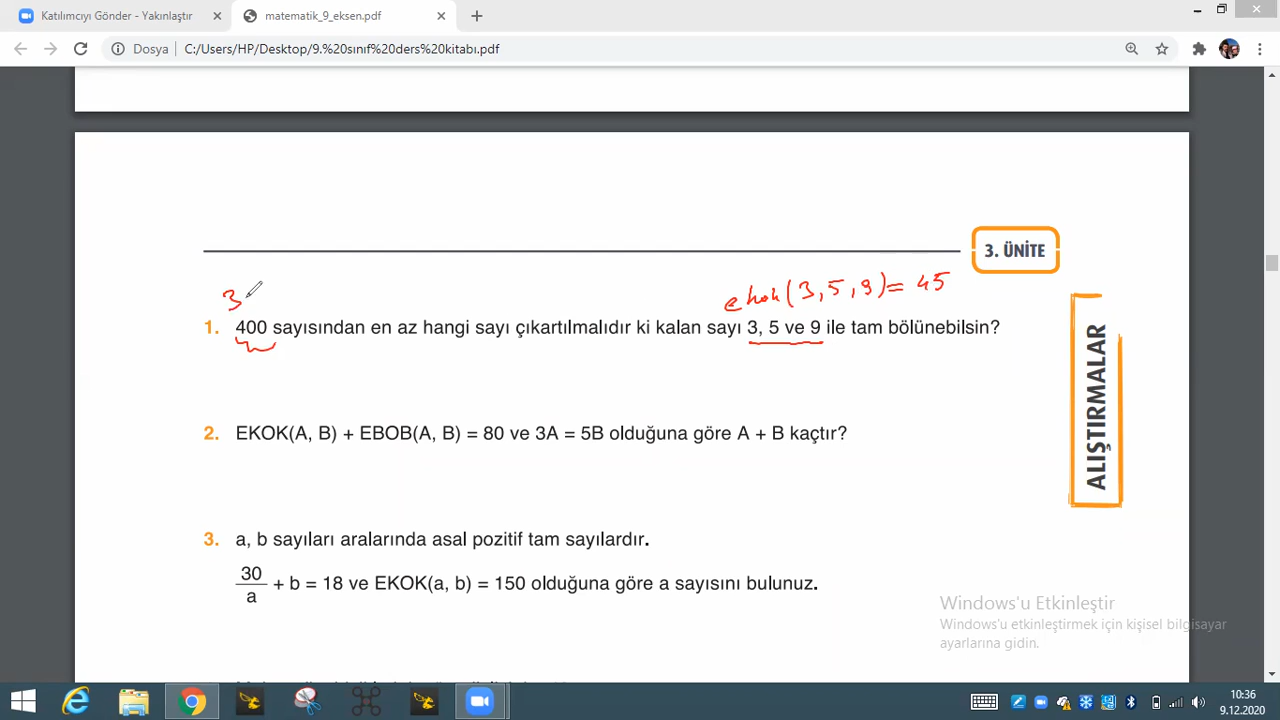 Katılımcıyı Gönder - Yakınlaştır
matematik_9_eksen.pdf
Dosya
C:/Users/HP/Desktop/9.%20sınıf%20ders%20kitabı.pdf
3. ÜNİTE
3
ekok(3, 5, 9) = 45
1. 400 sayısından en az hangi sayı çıkartılmalıdır ki kalan sayı 3, 5 ve 9 ile tam bölünebilsin?
ALIŞTIRMALAR
2. EKOK(A, B) + EBOB(A, B) = 80 ve 3A = 5B olduğuna göre A + B kaçtır?
3. a, b sayıları aralarında asal pozitif tam sayılardır.
30/a + b = 18 ve EKOK(a, b) = 150 olduğuna göre a sayısını bulunuz.
Windows'u Etkinleştir
Windows'u etkinleştirmek için kişisel bilgisayar
ayarlarına gidin.
10:36
9.12.2020